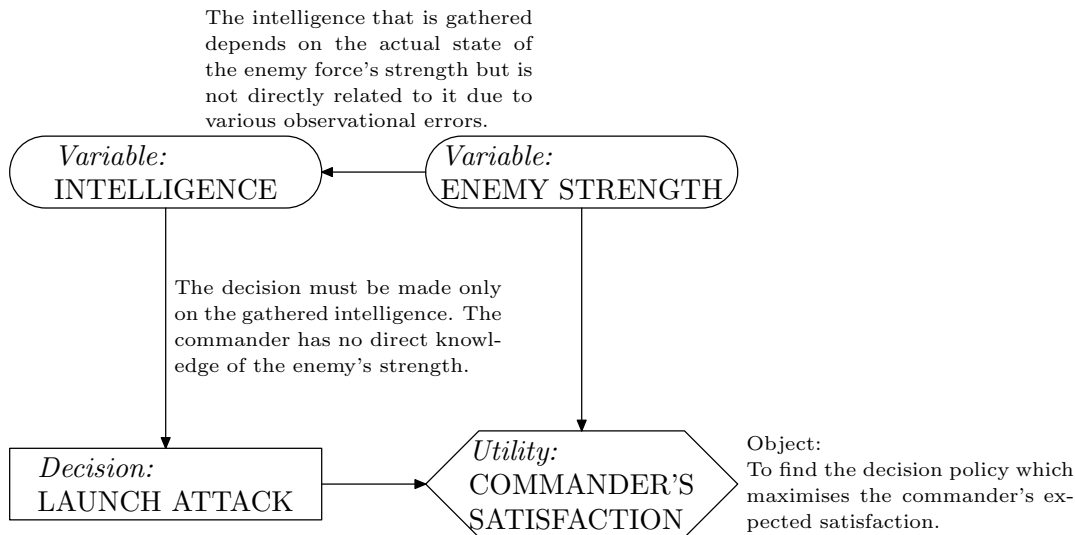 The intelligence that is gathered
depends on the actual state of
the enemy force's strength but is
not directly related to it due to
various observational errors.
Variable:
INTELLIGENCE
Variable:
ENEMY STRENGTH
The decision must be made only
on the gathered intelligence. The
commander has no direct knowl-
edge of the enemy's strength.
Decision:
LAUNCH ATTACK
Utility:
COMMANDER'S
SATISFACTION
Object:
To find the decision policy which
maximises the commander's ex-
pected satisfaction.